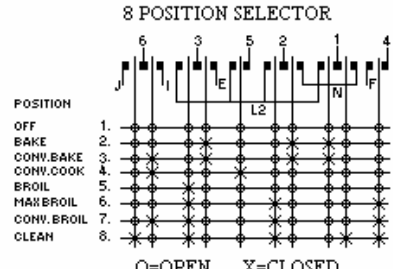 8 POSITION SELECTOR
6 3 5 2 1 4
J I E N F
L2
POSITION
OFF 1.
BAKE 2.
CONV.BAKE 3.
CONV.COOK 4.
BROIL 5.
MAXBROIL 6.
CONV.BROIL 7.
CLEAN 8.
O=OPEN X=CLOSED